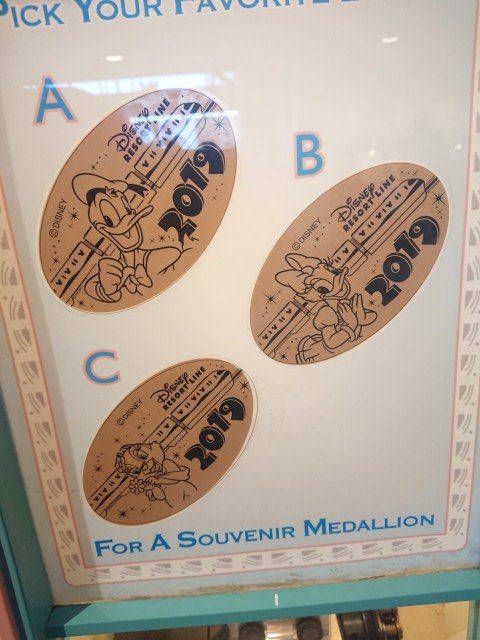 PICK YOUR FAVORITE
A
DISNEY
RESORT LINE
2019
©DISNEY
B
DISNEY
RESORT LINE
2019
©DISNEY
C
DISNEY
RESORT LINE
2019
©DISNEY
FOR A SOUVENIR MEDALLION